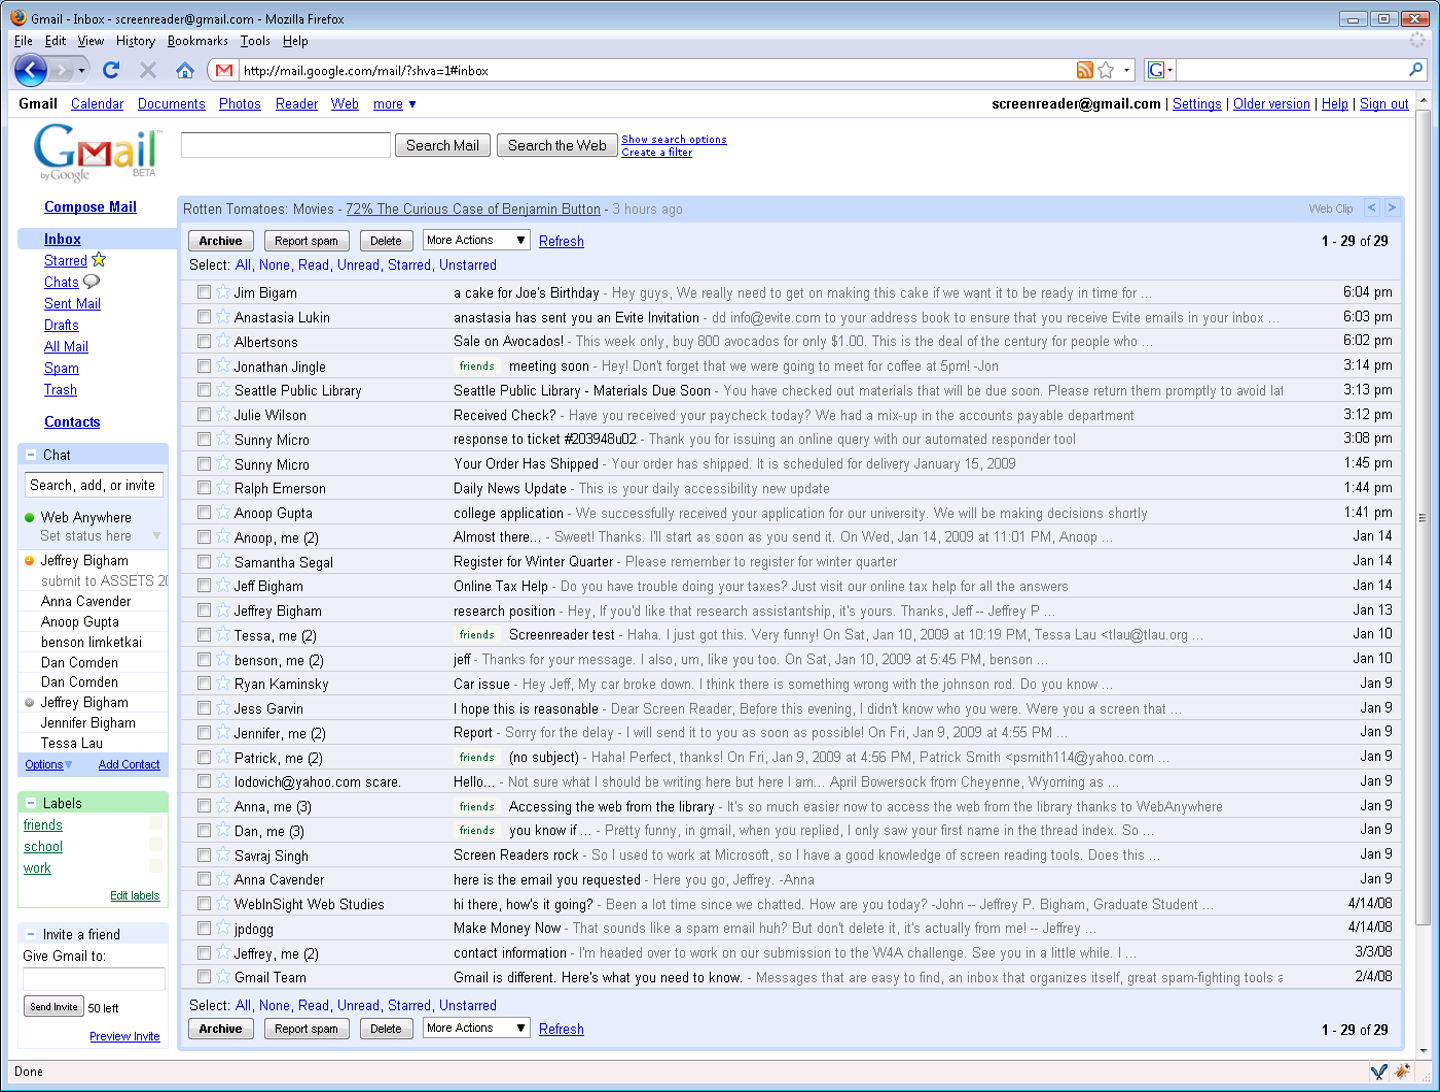 Gmail - Inbox - screenreader@gmail.com - Mozilla Firefox
File Edit View History Bookmarks Tools Help
http://mail.google.com/mail/?shva=1#inbox
Gmail Calendar Documents Photos Reader Web more ▼ screenreader@gmail.com | Settings | Older version | Help | Sign out
Gmail™
by Google BETA
Search Mail Search the Web Show search options
Create a filter
Compose Mail
Inbox
Starred
Chats
Sent Mail
Drafts
All Mail
Spam
Trash
Contacts
Chat
Search, add, or invite
Web Anywhere
Set status here
Jeffrey Bigham
submit to ASSETS 20
Anna Cavender
Anoop Gupta
benson limketkai
Dan Comden
Dan Comden
Jeffrey Bigham
Jennifer Bigham
Tessa Lau
Options▼ Add Contact
Labels
friends
school
work
Edit labels
Invite a friend
Give Gmail to:
Send Invite 50 left
Preview Invite
Rotten Tomatoes: Movies - 72% The Curious Case of Benjamin Button - 3 hours ago Web Clip < >
Archive Report spam Delete More Actions ▼ Refresh 1 - 29 of 29
Select: All, None, Read, Unread, Starred, Unstarred
Jim Bigam a cake for Joe's Birthday - Hey guys, We really need to get on making this cake if we want it to be ready in time for ... 6:04 pm
Anastasia Lukin anastasia has sent you an Evite Invitation - dd info@evite.com to your address book to ensure that you receive Evite emails in your inbox ... 6:03 pm
Albertsons Sale on Avocados! - This week only, buy 800 avocados for only $1.00. This is the deal of the century for people who ... 6:02 pm
Jonathan Jingle friends meeting soon - Hey! Don't forget that we were going to meet for coffee at 5pm! -Jon 3:14 pm
Seattle Public Library Seattle Public Library - Materials Due Soon - You have checked out materials that will be due soon. Please return them promptly to avoid lat 3:13 pm
Julie Wilson Received Check? - Have you received your paycheck today? We had a mix-up in the accounts payable department 3:12 pm
Sunny Micro response to ticket #203948u02 - Thank you for issuing an online query with our automated responder tool 3:08 pm
Sunny Micro Your Order Has Shipped - Your order has shipped. It is scheduled for delivery January 15, 2009 1:45 pm
Ralph Emerson Daily News Update - This is your daily accessibility new update 1:44 pm
Anoop Gupta college application - We successfully received your application for our university. We will be making decisions shortly 1:41 pm
Anoop, me (2) Almost there... - Sweet! Thanks. I'll start as soon as you send it. On Wed, Jan 14, 2009 at 11:01 PM, Anoop ... Jan 14
Samantha Segal Register for Winter Quarter - Please remember to register for winter quarter Jan 14
Jeff Bigham Online Tax Help - Do you have trouble doing your taxes? Just visit our online tax help for all the answers Jan 14
Jeffrey Bigham research position - Hey, If you'd like that research assistantship, it's yours. Thanks, Jeff -- Jeffrey P ... Jan 13
Tessa, me (2) friends Screenreader test - Haha. I just got this. Very funny! On Sat, Jan 10, 2009 at 10:19 PM, Tessa Lau <tlau@tlau.org ... Jan 10
benson, me (2) jeff - Thanks for your message. I also, um, like you too. On Sat, Jan 10, 2009 at 5:45 PM, benson ... Jan 10
Ryan Kaminsky Car issue - Hey Jeff, My car broke down. I think there is something wrong with the johnson rod. Do you know ... Jan 9
Jess Garvin I hope this is reasonable - Dear Screen Reader, Before this evening, I didn't know who you were. Were you a screen that ... Jan 9
Jennifer, me (2) Report - Sorry for the delay - I will send it to you as soon as possible! On Fri, Jan 9, 2009 at 4:55 PM ... Jan 9
Patrick, me (2) friends (no subject) - Haha! Perfect, thanks! On Fri, Jan 9, 2009 at 4:56 PM, Patrick Smith <psmith114@yahoo.com ... Jan 9
lodovich@yahoo.com scare. Hello... - Not sure what I should be writing here but here I am... April Bowersock from Cheyenne, Wyoming as ... Jan 9
Anna, me (3) friends Accessing the web from the library - It's so much easier now to access the web from the library thanks to WebAnywhere Jan 9
Dan, me (3) friends you know if ... - Pretty funny, in gmail, when you replied, I only saw your first name in the thread index. So ... Jan 9
Savraj Singh Screen Readers rock - So I used to work at Microsoft, so I have a good knowledge of screen reading tools. Does this ... Jan 9
Anna Cavender here is the email you requested - Here you go, Jeffrey. -Anna Jan 9
WebInSight Web Studies hi there, how's it going? - Been a lot time since we chatted. How are you today? -John -- Jeffrey P. Bigham, Graduate Student ... 4/14/08
jpdogg Make Money Now - That sounds like a spam email huh? But don't delete it, it's actually from me! -- Jeffrey ... 4/14/08
Jeffrey, me (2) contact information - I'm headed over to work on our submission to the W4A challenge. See you in a little while. I ... 3/3/08
Gmail Team Gmail is different. Here's what you need to know. - Messages that are easy to find, an inbox that organizes itself, great spam-fighting tools a 2/4/08
Select: All, None, Read, Unread, Starred, Unstarred
Archive Report spam Delete More Actions ▼ Refresh 1 - 29 of 29
Done